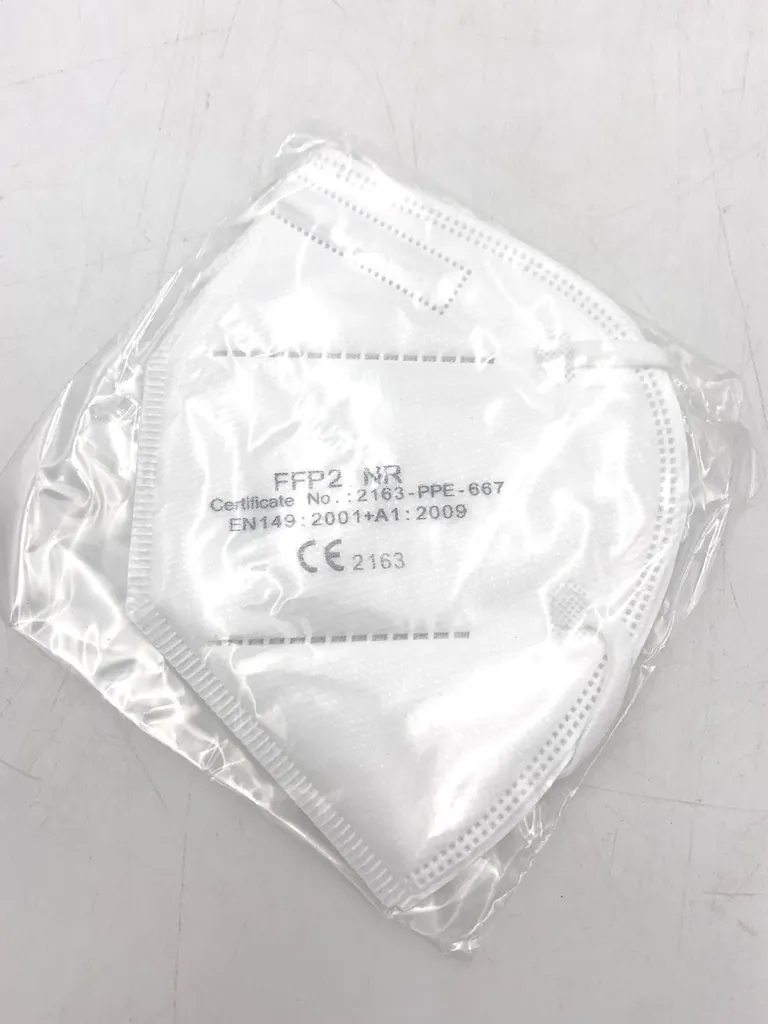 FFP2 NR
Certificate No.:2163-PPE-667
EN149:2001+A1:2009
CE 2163